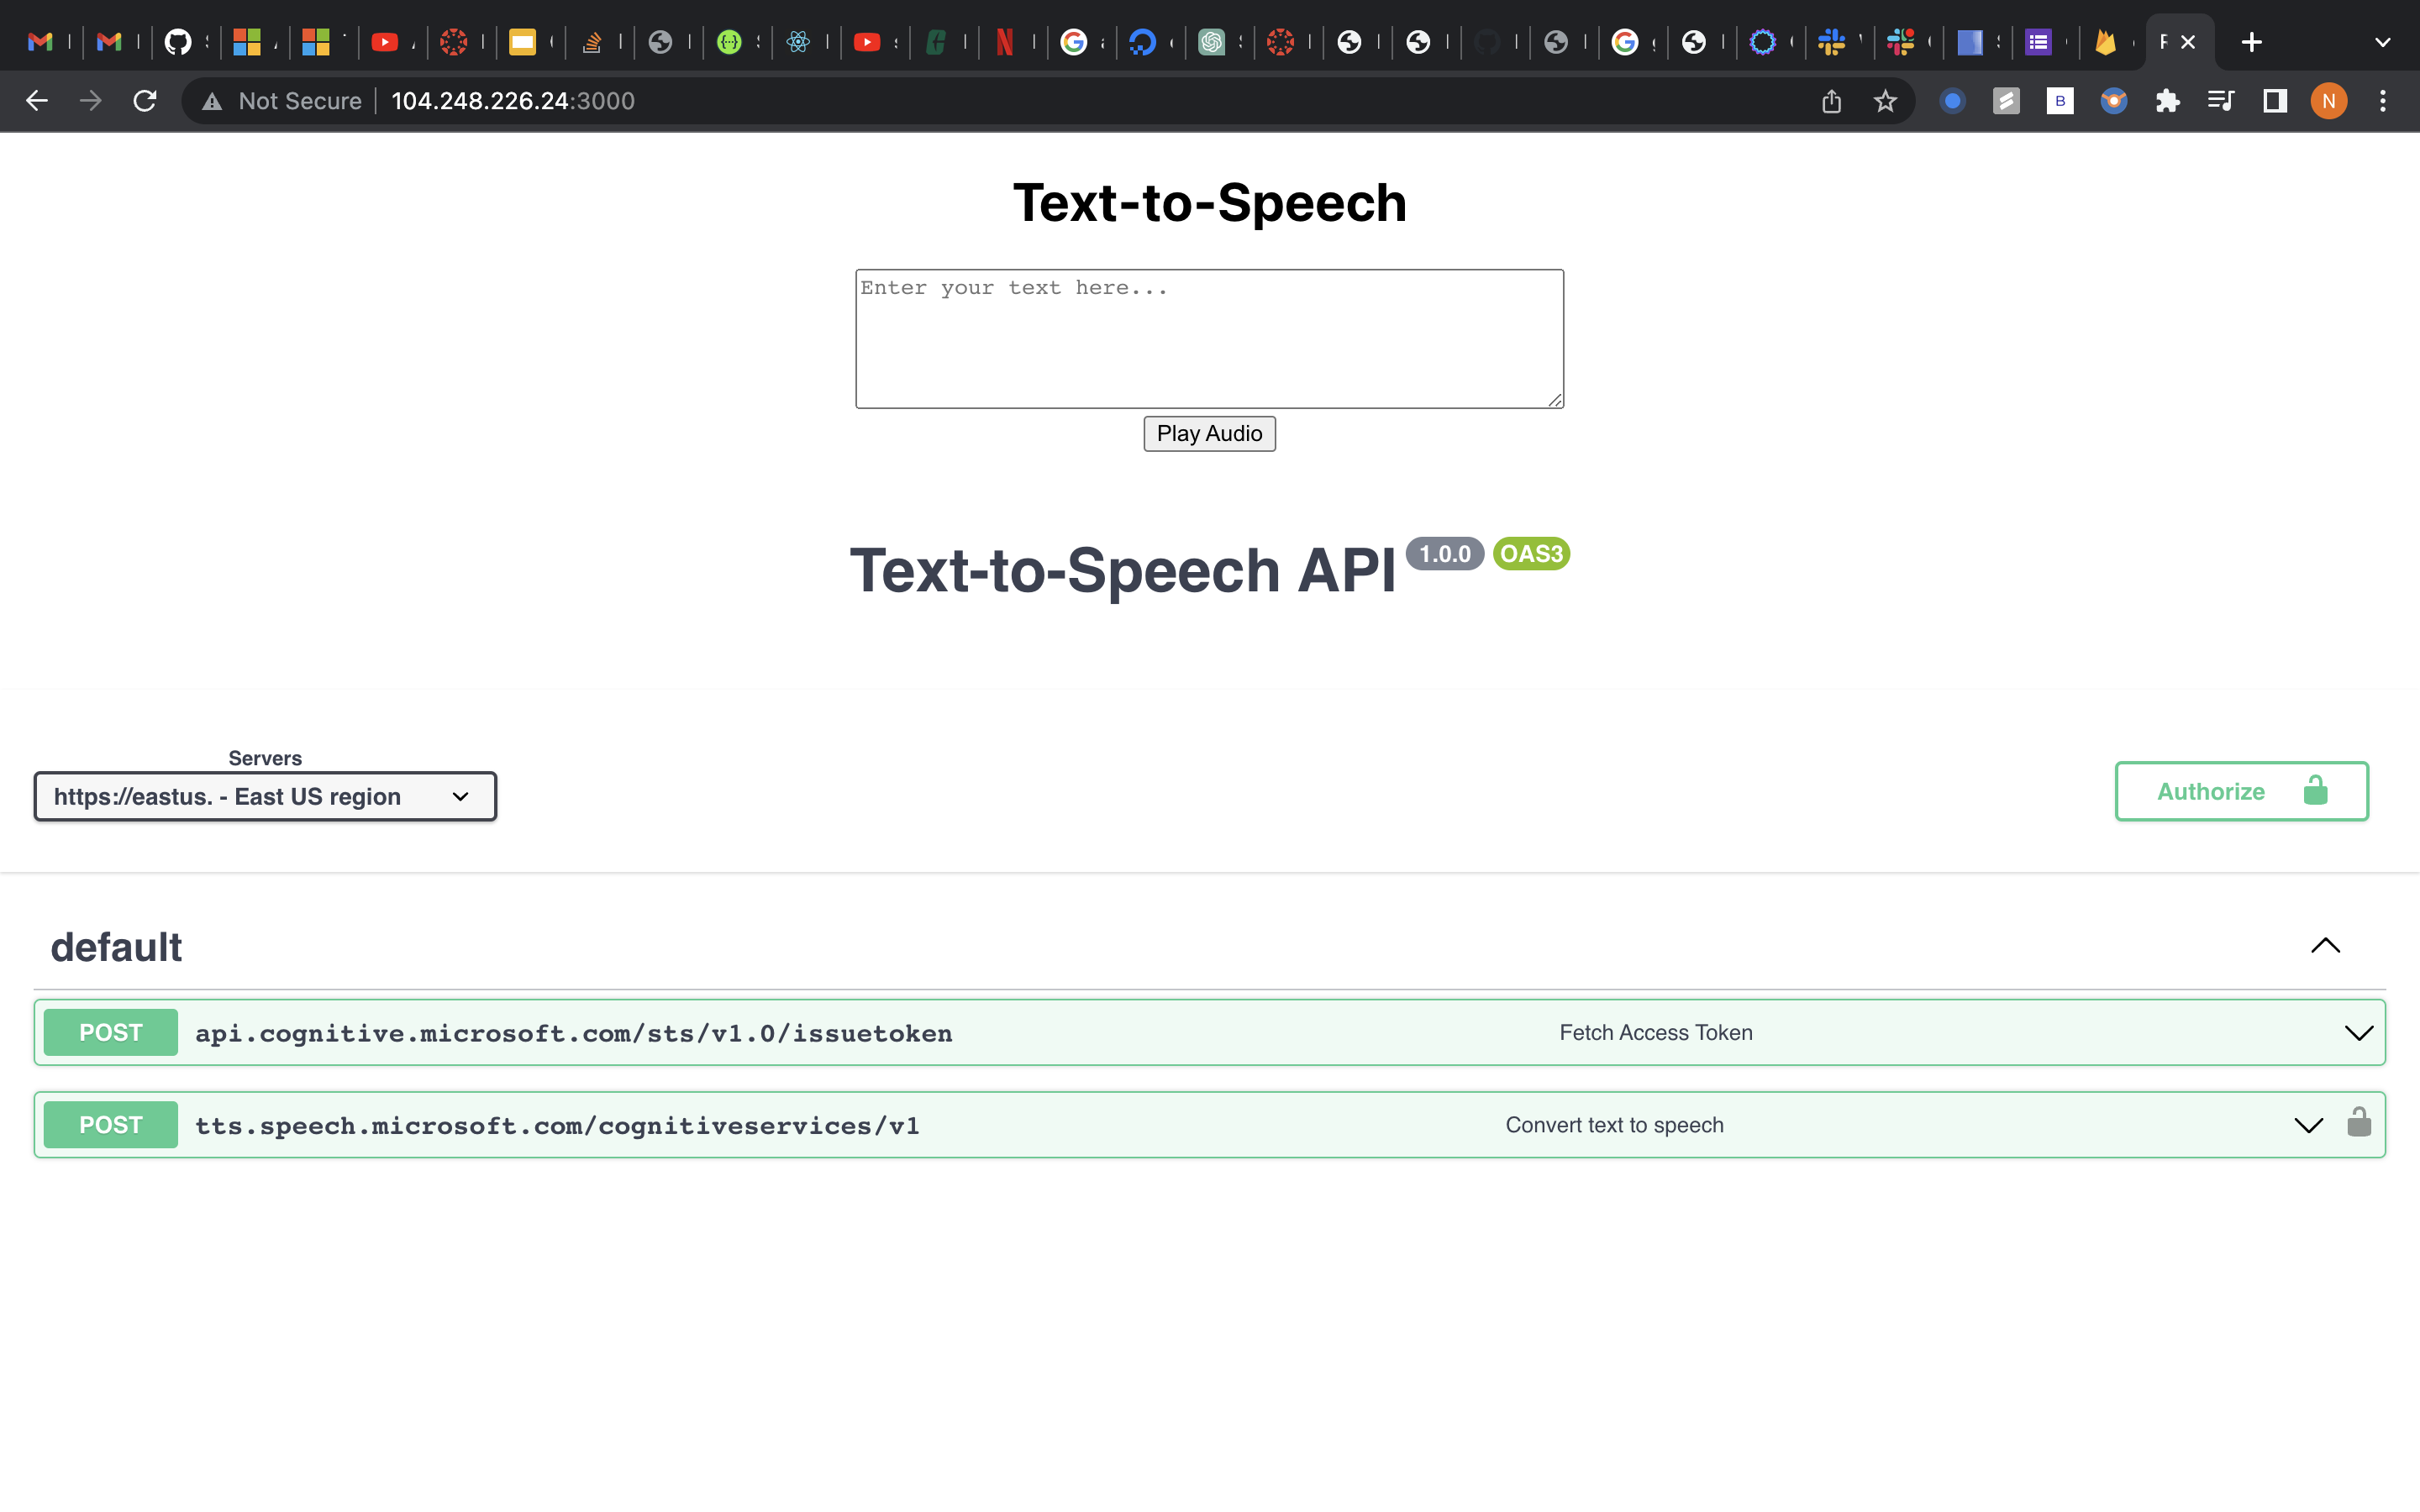 Not Secure 104.248.226.24:3000
N
B
Text-to-Speech
Enter your text here...
Play Audio
Text-to-Speech API 1.0.0 OAS3
Servers
https://eastus. - East US region
Authorize
default
POST api.cognitive.microsoft.com/sts/v1.0/issuetoken Fetch Access Token
POST tts.speech.microsoft.com/cognitiveservices/v1 Convert text to speech